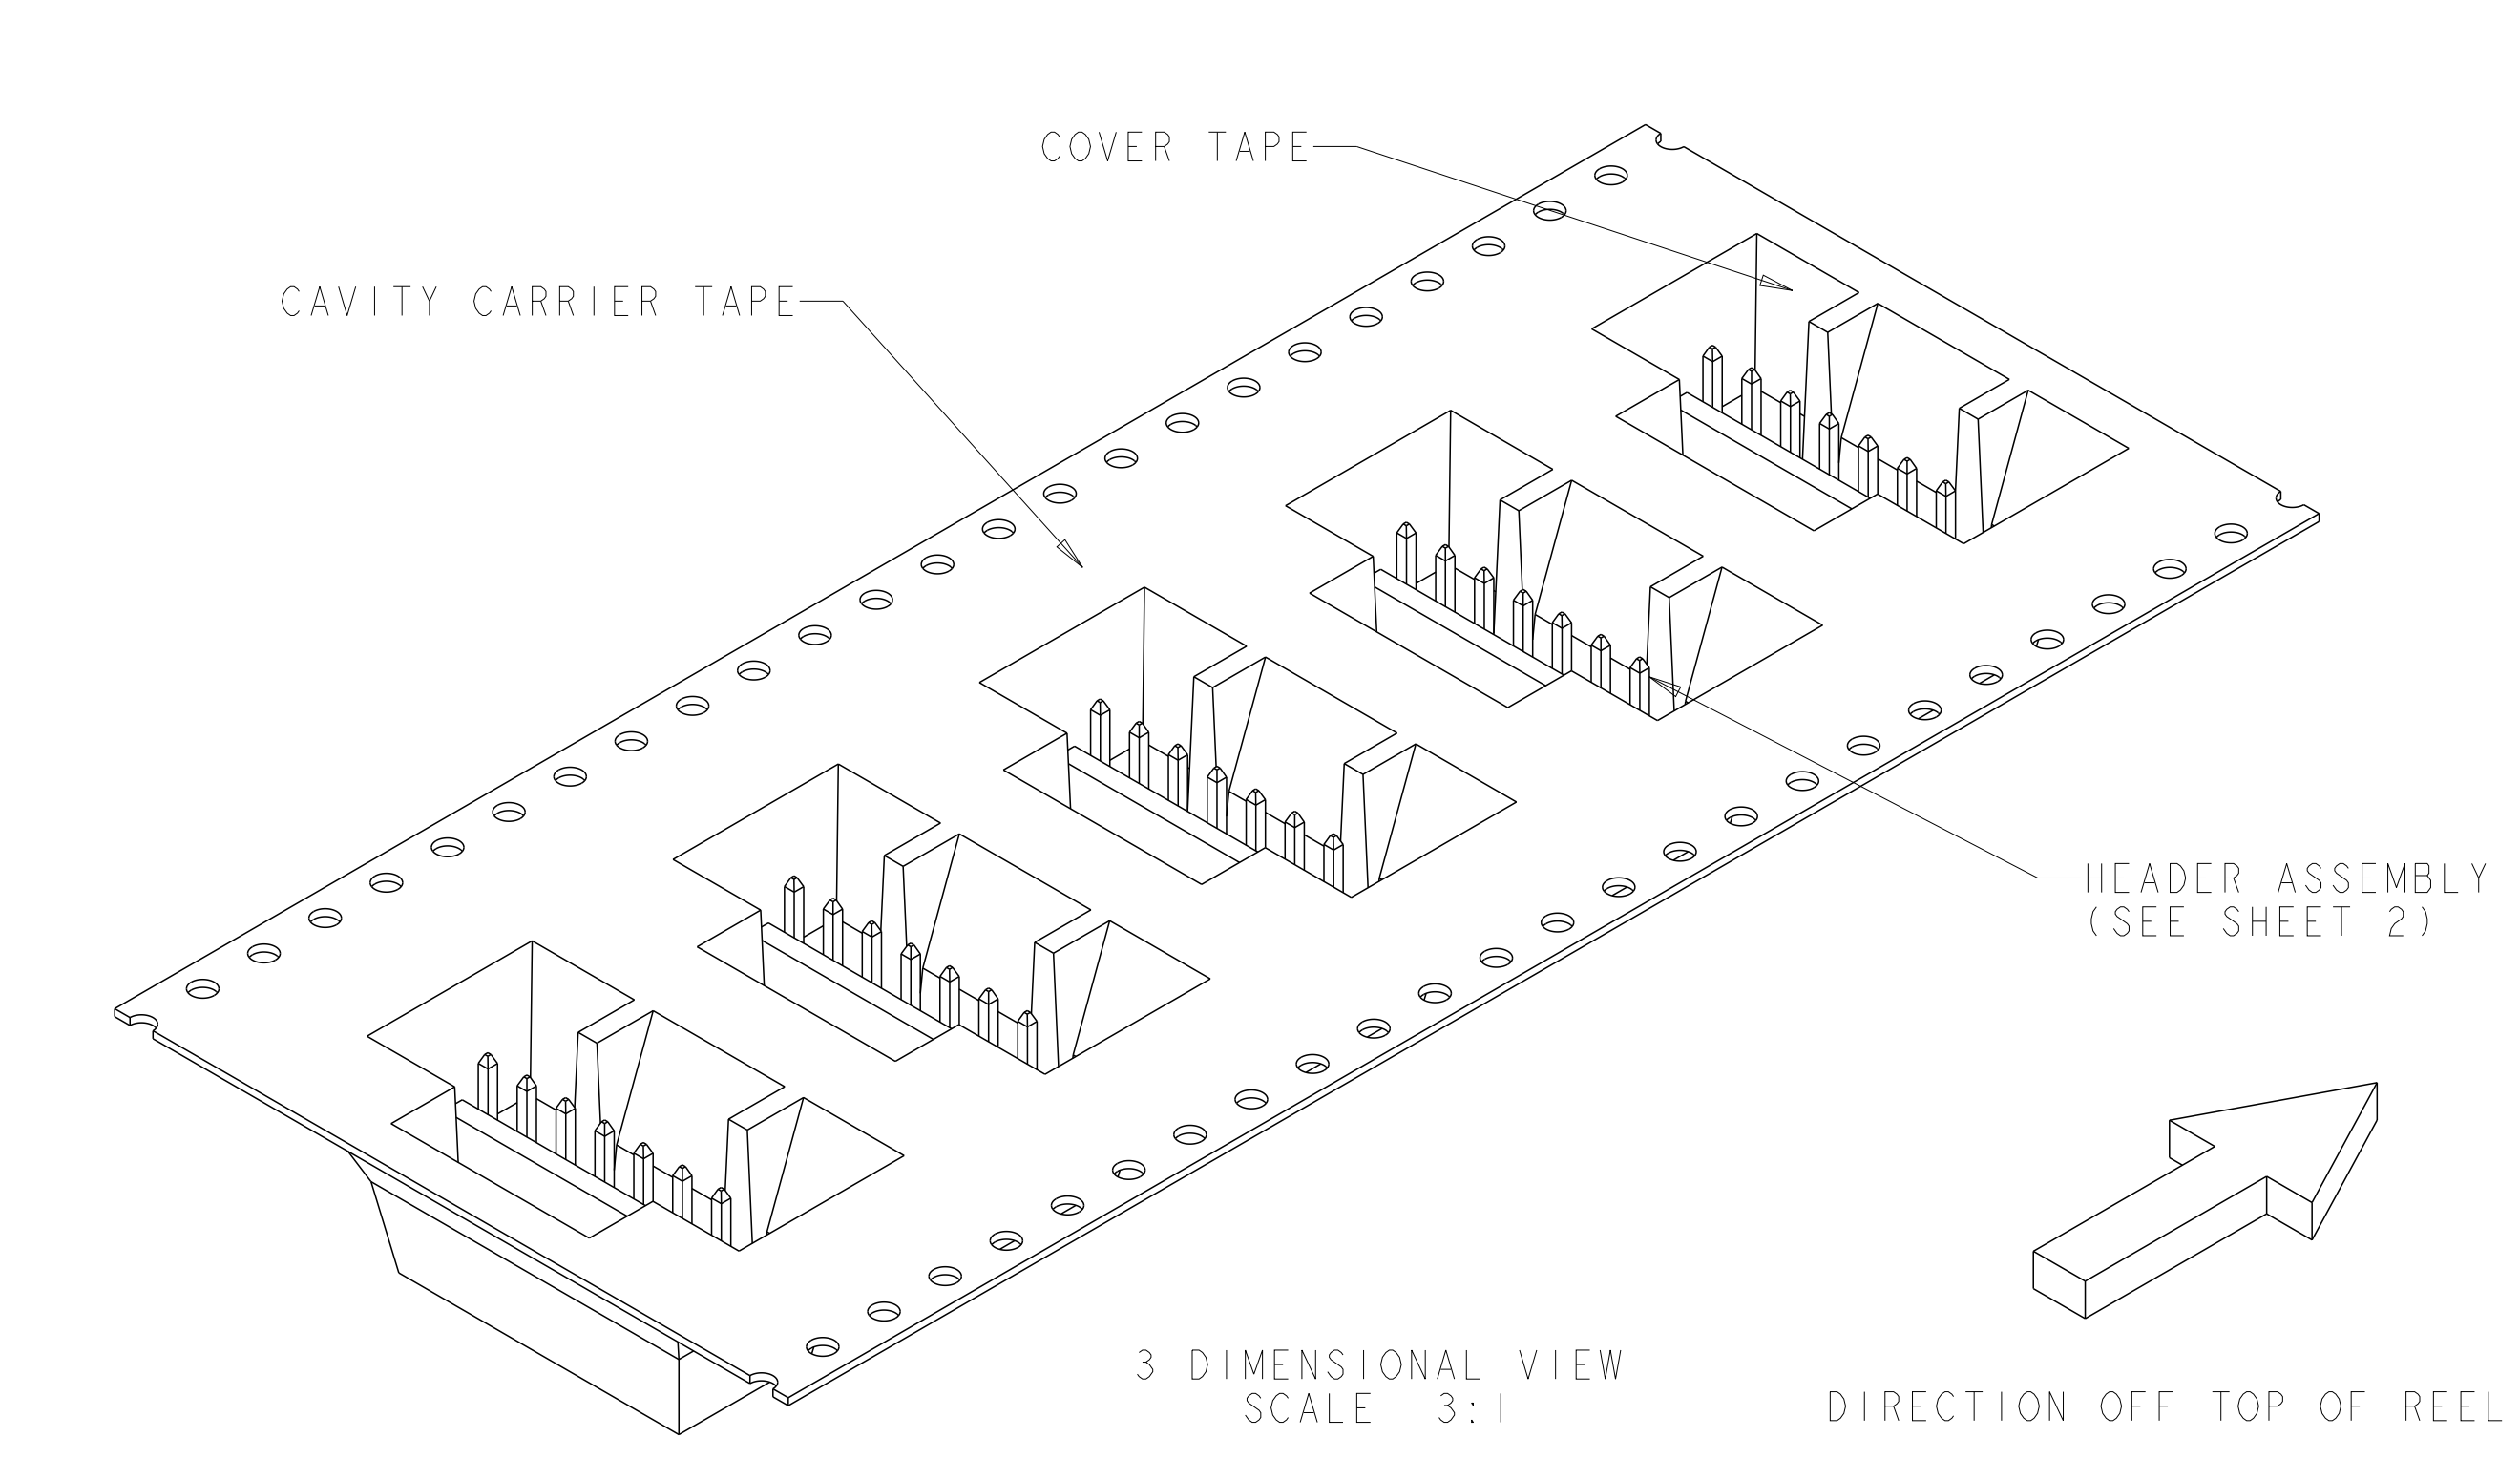 COVER TAPE
CAVITY CARRIER TAPE
HEADER ASSEMBLY
(SEE SHEET 2)
3 DIMENSIONAL VIEW
SCALE 3:1
DIRECTION OFF TOP OF REEL